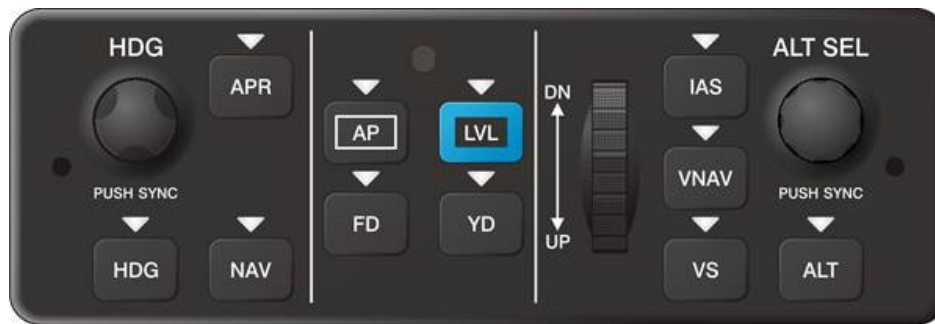 HDG
APR
PUSH SYNC
HDG
NAV
AP
LVL
FD
YD
DN
UP
IAS
VNAV
VS
ALT SEL
PUSH SYNC
ALT